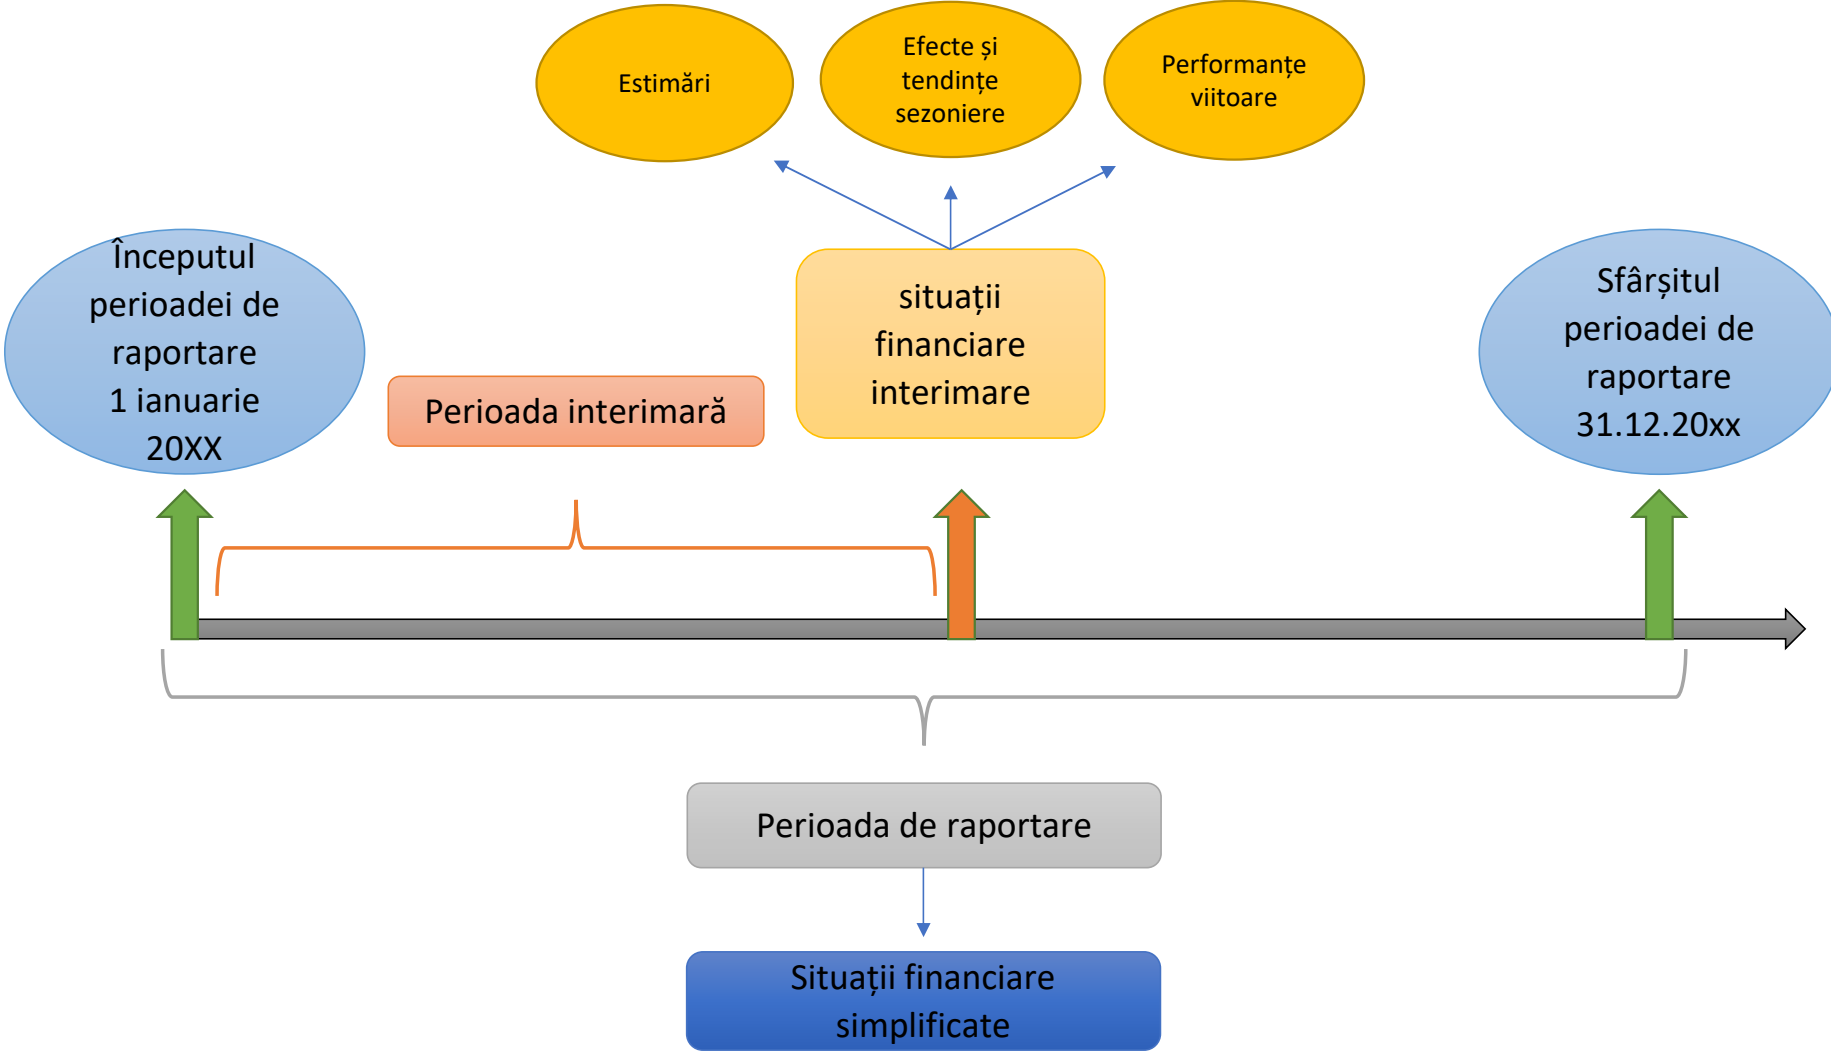 Estimări
Efecte și
tendințe
sezoniere
Performanțe
viitoare
Începutul
perioadei de
raportare
1 ianuarie
20XX
Perioada interimară
situații
financiare
interimare
Sfârșitul
perioadei de
raportare
31.12.20xx
Perioada de raportare
Situații financiare
simplificate